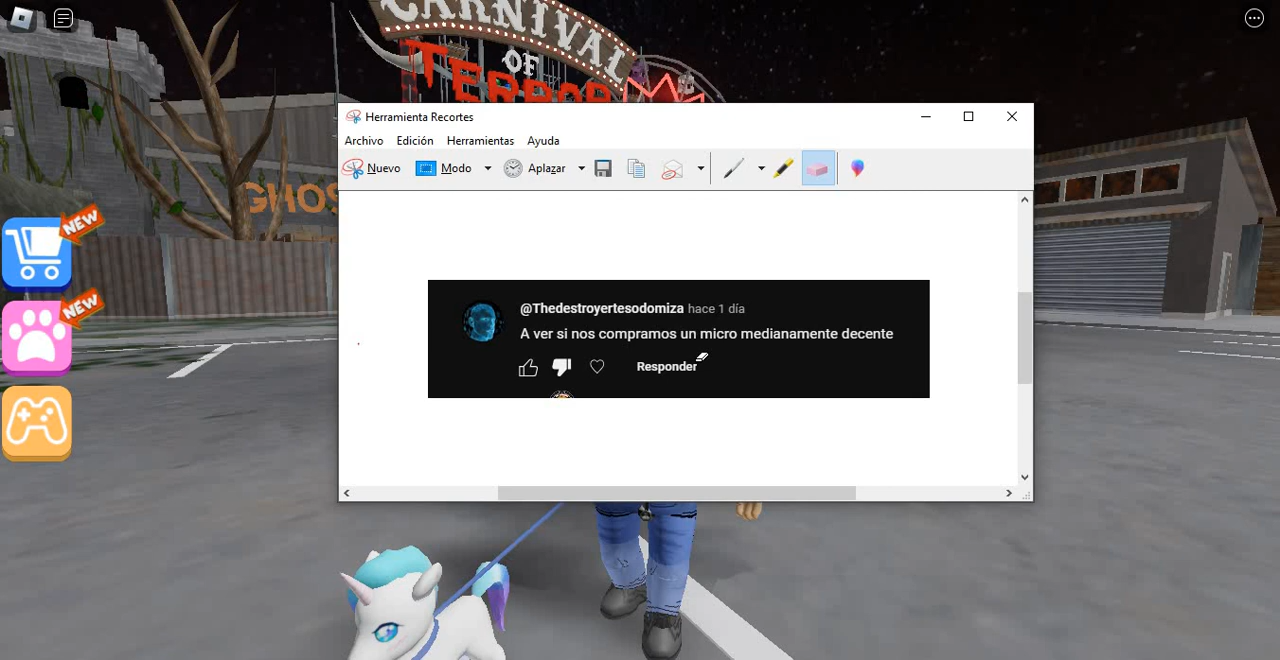 CARNIVAL
OF
TERROR
Herramienta Recortes
Archivo Edición Herramientas Ayuda
Nuevo Modo Aplazar
GHOS
NEW
NEW
@Thedestroyertesodomiza hace 1 día
A ver si nos compramos un micro medianamente decente
Responder